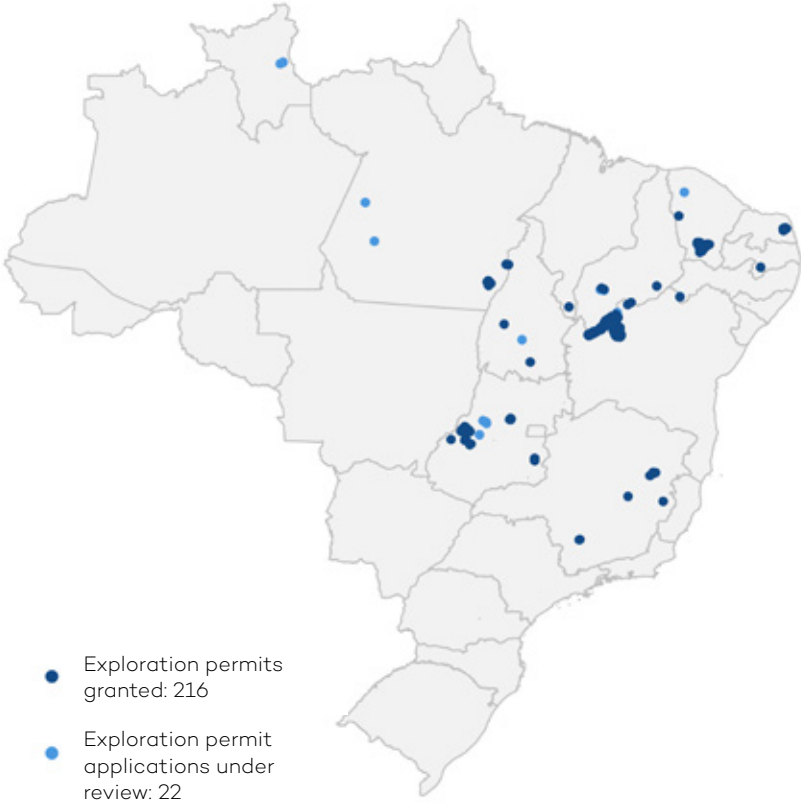 Exploration permits
granted: 216
Exploration permit
applications under
review: 22